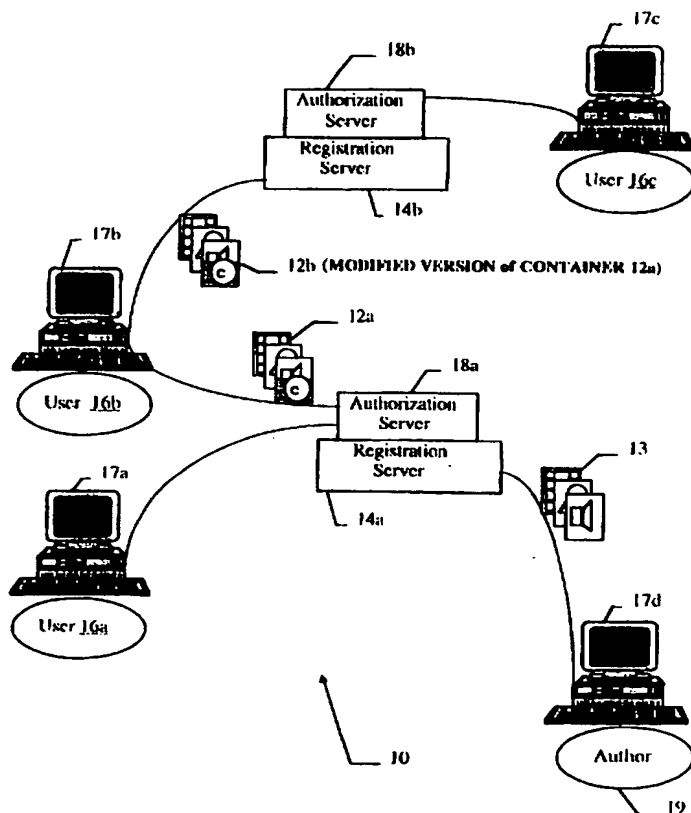 17c
18b
Authorization
Server
Registration
Server
User 16c
14b
17b
12b (MODIFIED VERSION of CONTAINER 12a)
c
12a
c
18a
User 16b
Authorization
Server
Registration
Server
13
17a
14a
17d
User 16a
10
Author
19